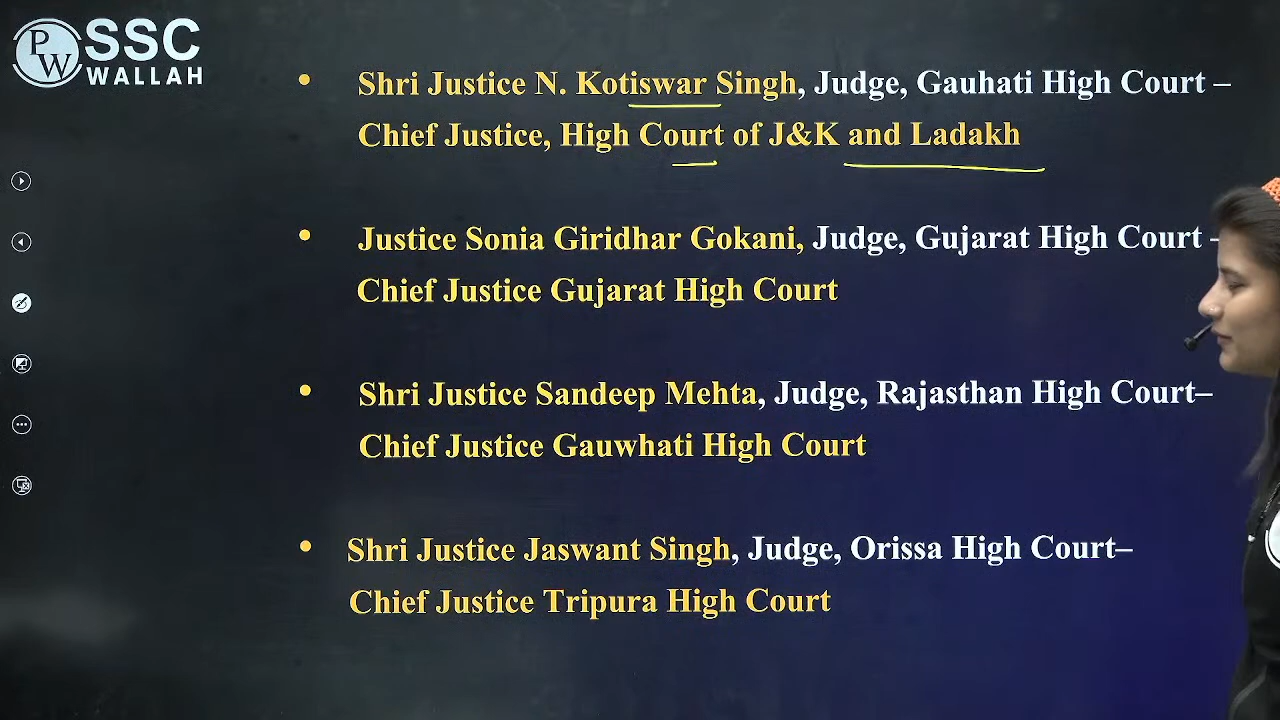 PW SSC
WALLAH
• Shri Justice N. Kotiswar Singh, Judge, Gauhati High Court –
Chief Justice, High Court of J&K and Ladakh
• Justice Sonia Giridhar Gokani, Judge, Gujarat High Court –
Chief Justice Gujarat High Court
• Shri Justice Sandeep Mehta, Judge, Rajasthan High Court–
Chief Justice Gauwhati High Court
• Shri Justice Jaswant Singh, Judge, Orissa High Court–
Chief Justice Tripura High Court